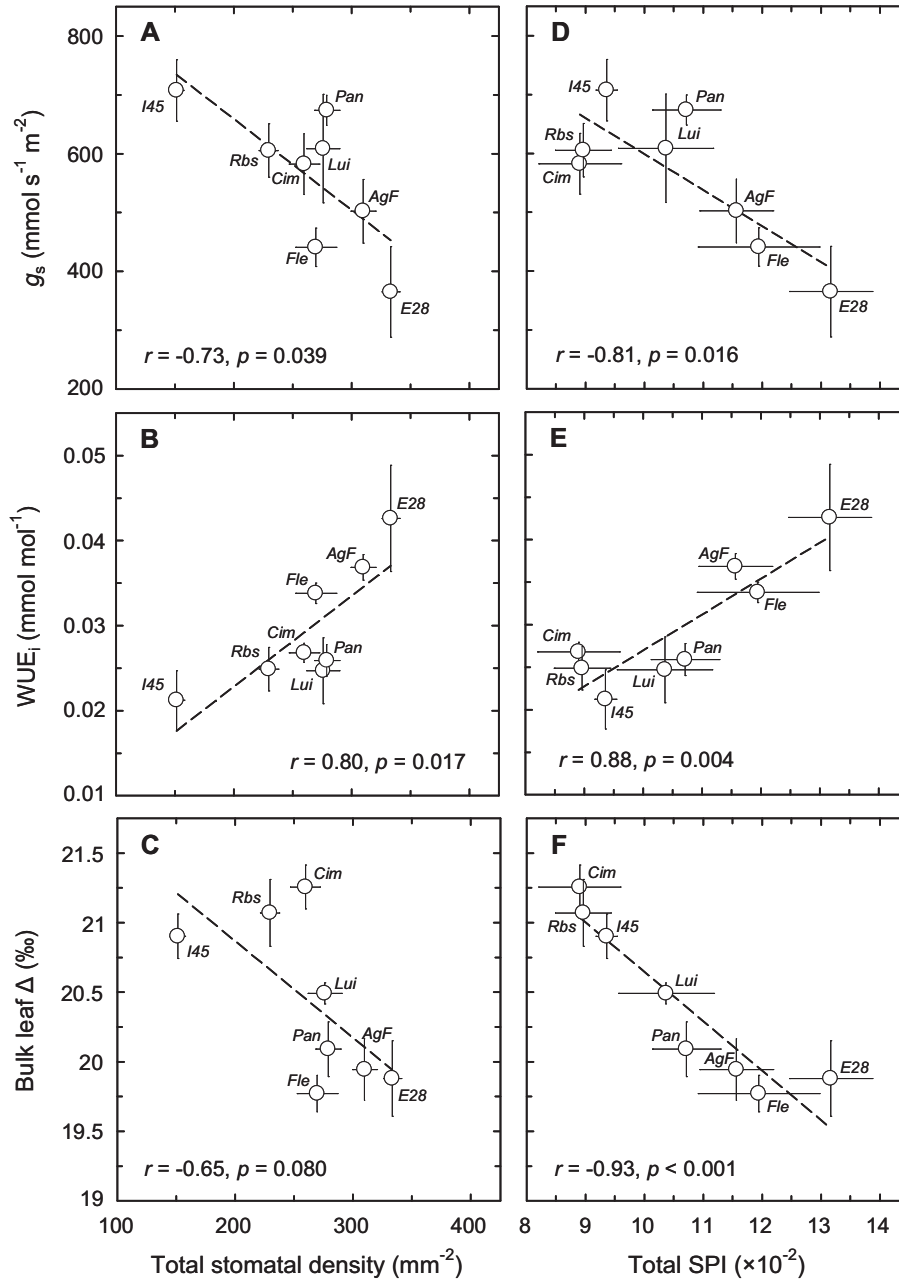 A
800
600
400
200
gs (mmol s−1 m−2)
I45
Rbs
Cim
Lui
Pan
AgF
Fle
E28
r = -0.73, p = 0.039
D
I45
Rbs
Cim
Pan
Lui
AgF
Fle
E28
r = -0.81, p = 0.016
B
0.05
0.04
0.03
0.02
0.01
WUEi (mmol mol−1)
E28
AgF
Fle
Cim
Rbs
Pan
Lui
I45
r = 0.80, p = 0.017
E
E28
AgF
Fle
Cim
Rbs
Pan
Lui
I45
r = 0.88, p = 0.004
C
21.5
21
20.5
20
19.5
19
Bulk leaf Δ (‰)
Cim
Rbs
I45
Lui
Pan
AgF
Fle
E28
r = -0.65, p = 0.080
100 200 300 400
Total stomatal density (mm-2)
F
Cim
Rbs
I45
Lui
Pan
AgF
E28
Fle
r = -0.93, p < 0.001
8 9 10 11 12 13 14
Total SPI (×10-2)